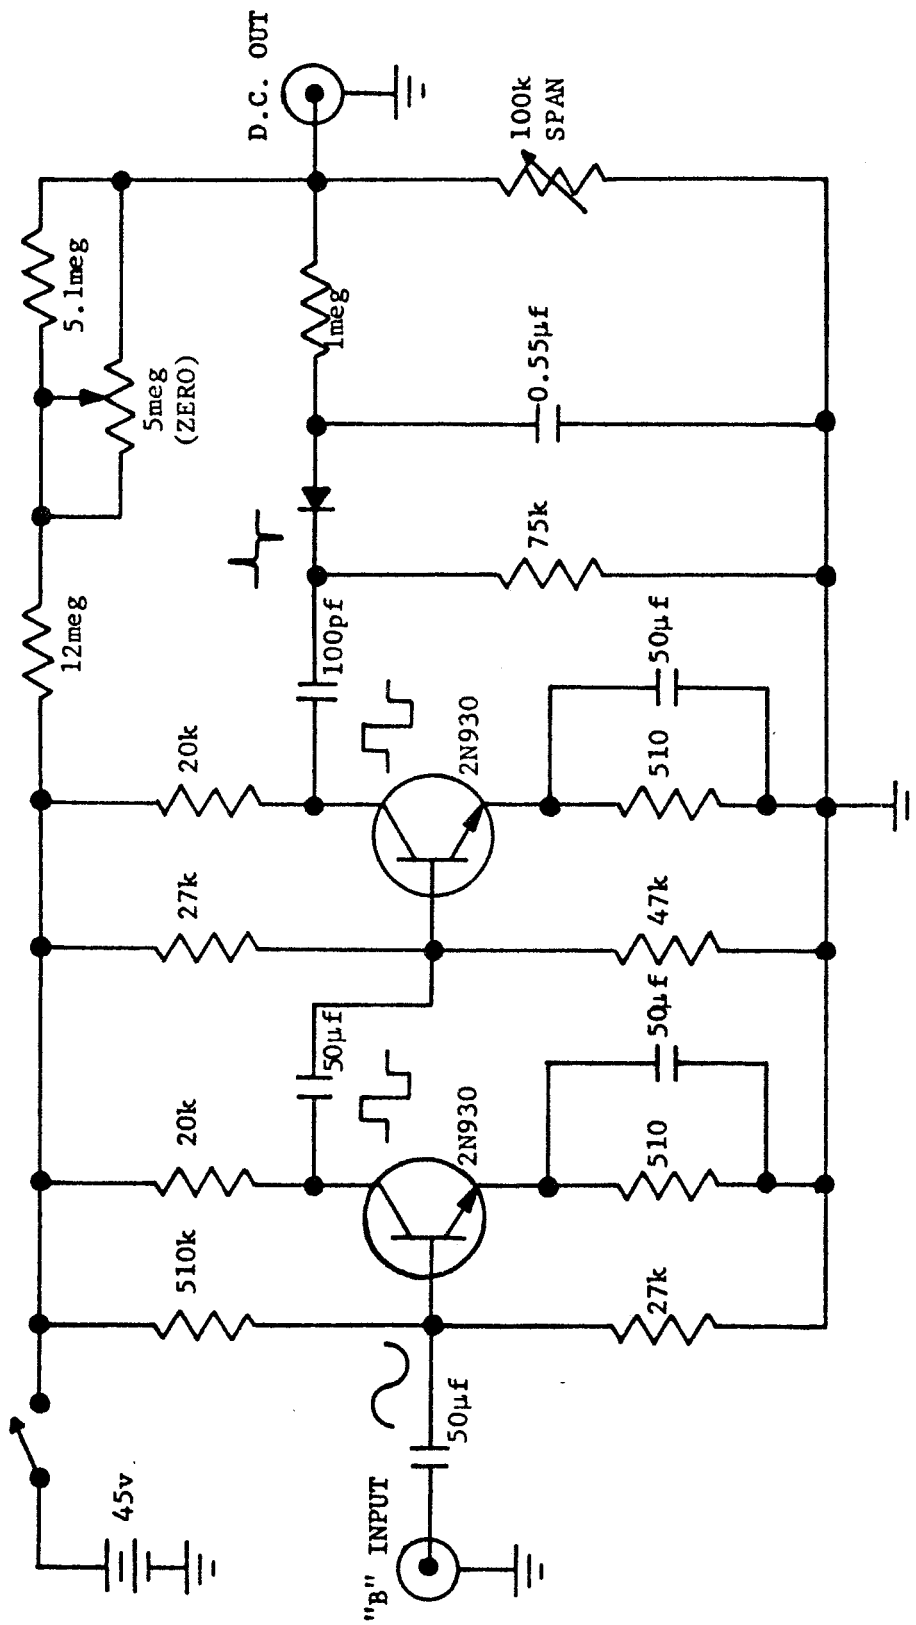 45v
510k
20k
27k
20k
12meg
5.1meg
5meg
(ZERO)
"B" INPUT
50µf
2N930
50µf
2N930
100pf
1meg
D.C. OUT
27k
510
50µf
47k
510
50µf
75k
0.55µf
100k
SPAN